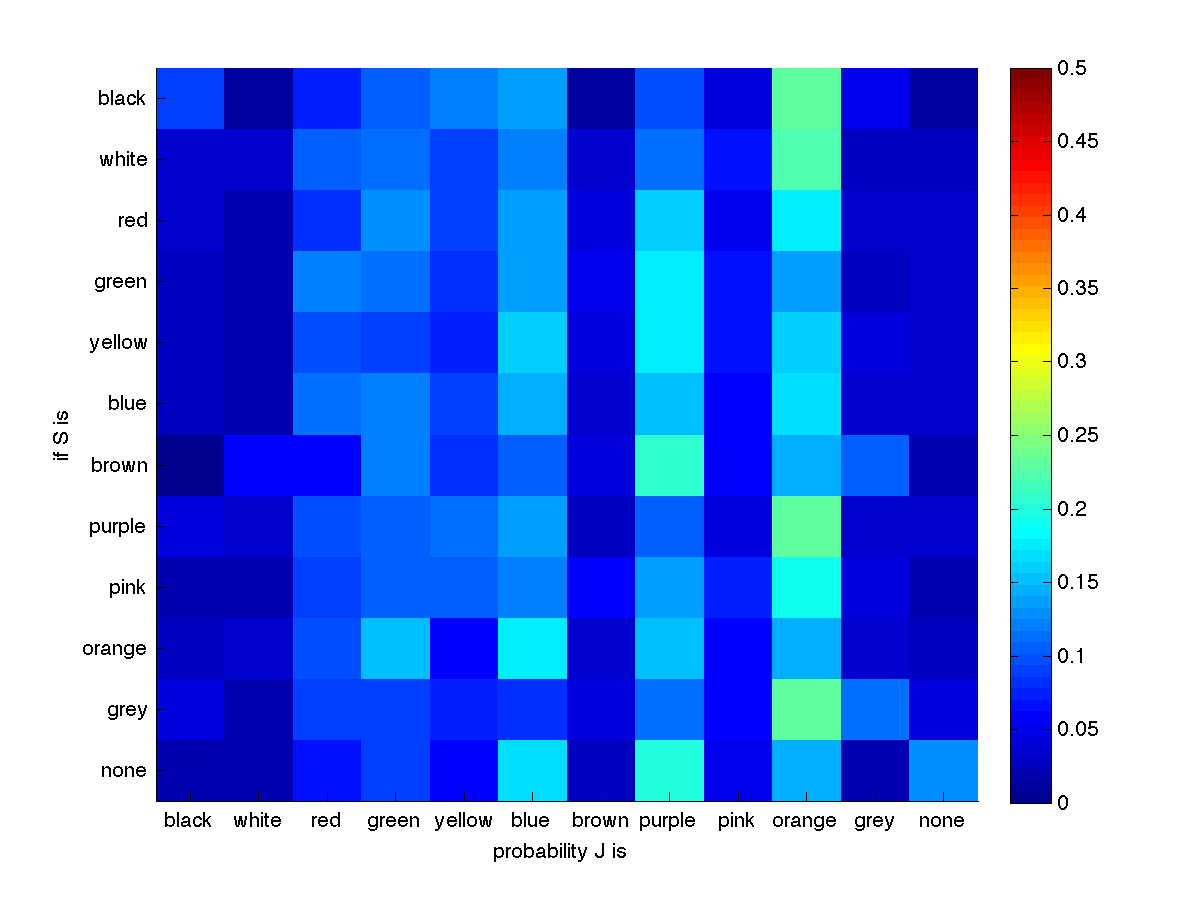 black
white
red
green
yellow
blue
brown
purple
pink
orange
grey
none
if S is
black white red green yellow blue brown purple pink orange grey none
probability J is
0.5
0.45
0.4
0.35
0.3
0.25
0.2
0.15
0.1
0.05
0